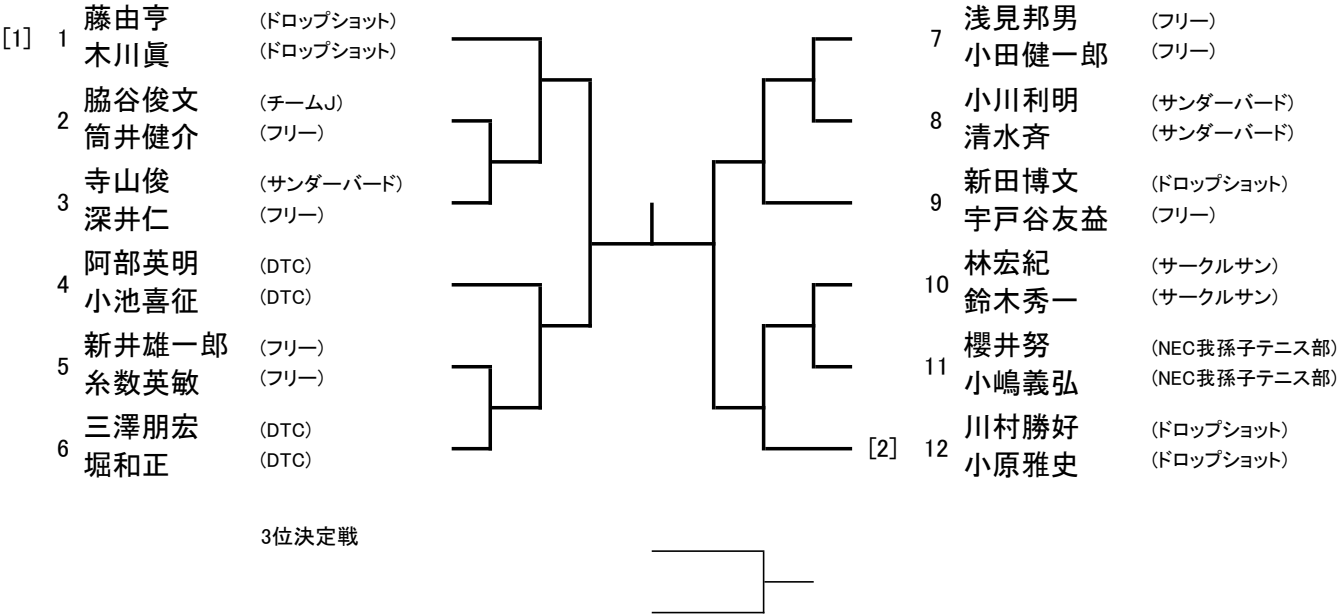 [1] 1 藤由亨 (ドロップショット)
木川眞 (ドロップショット)
2 脇谷俊文 (チームJ)
筒井健介 (フリー)
3 寺山俊 (サンダーバード)
深井仁 (フリー)
4 阿部英明 (DTC)
小池喜征 (DTC)
5 新井雄一郎 (フリー)
糸数英敏 (フリー)
6 三澤朋宏 (DTC)
堀和正 (DTC)
7 浅見邦男 (フリー)
小田健一郎 (フリー)
8 小川利明 (サンダーバード)
清水斉 (サンダーバード)
9 新田博文 (ドロップショット)
宇戸谷友益 (フリー)
10 林宏紀 (サークルサン)
鈴木秀一 (サークルサン)
11 櫻井努 (NEC我孫子テニス部)
小嶋義弘 (NEC我孫子テニス部)
[2] 12 川村勝好 (ドロップショット)
小原雅史 (ドロップショット)
3位決定戦